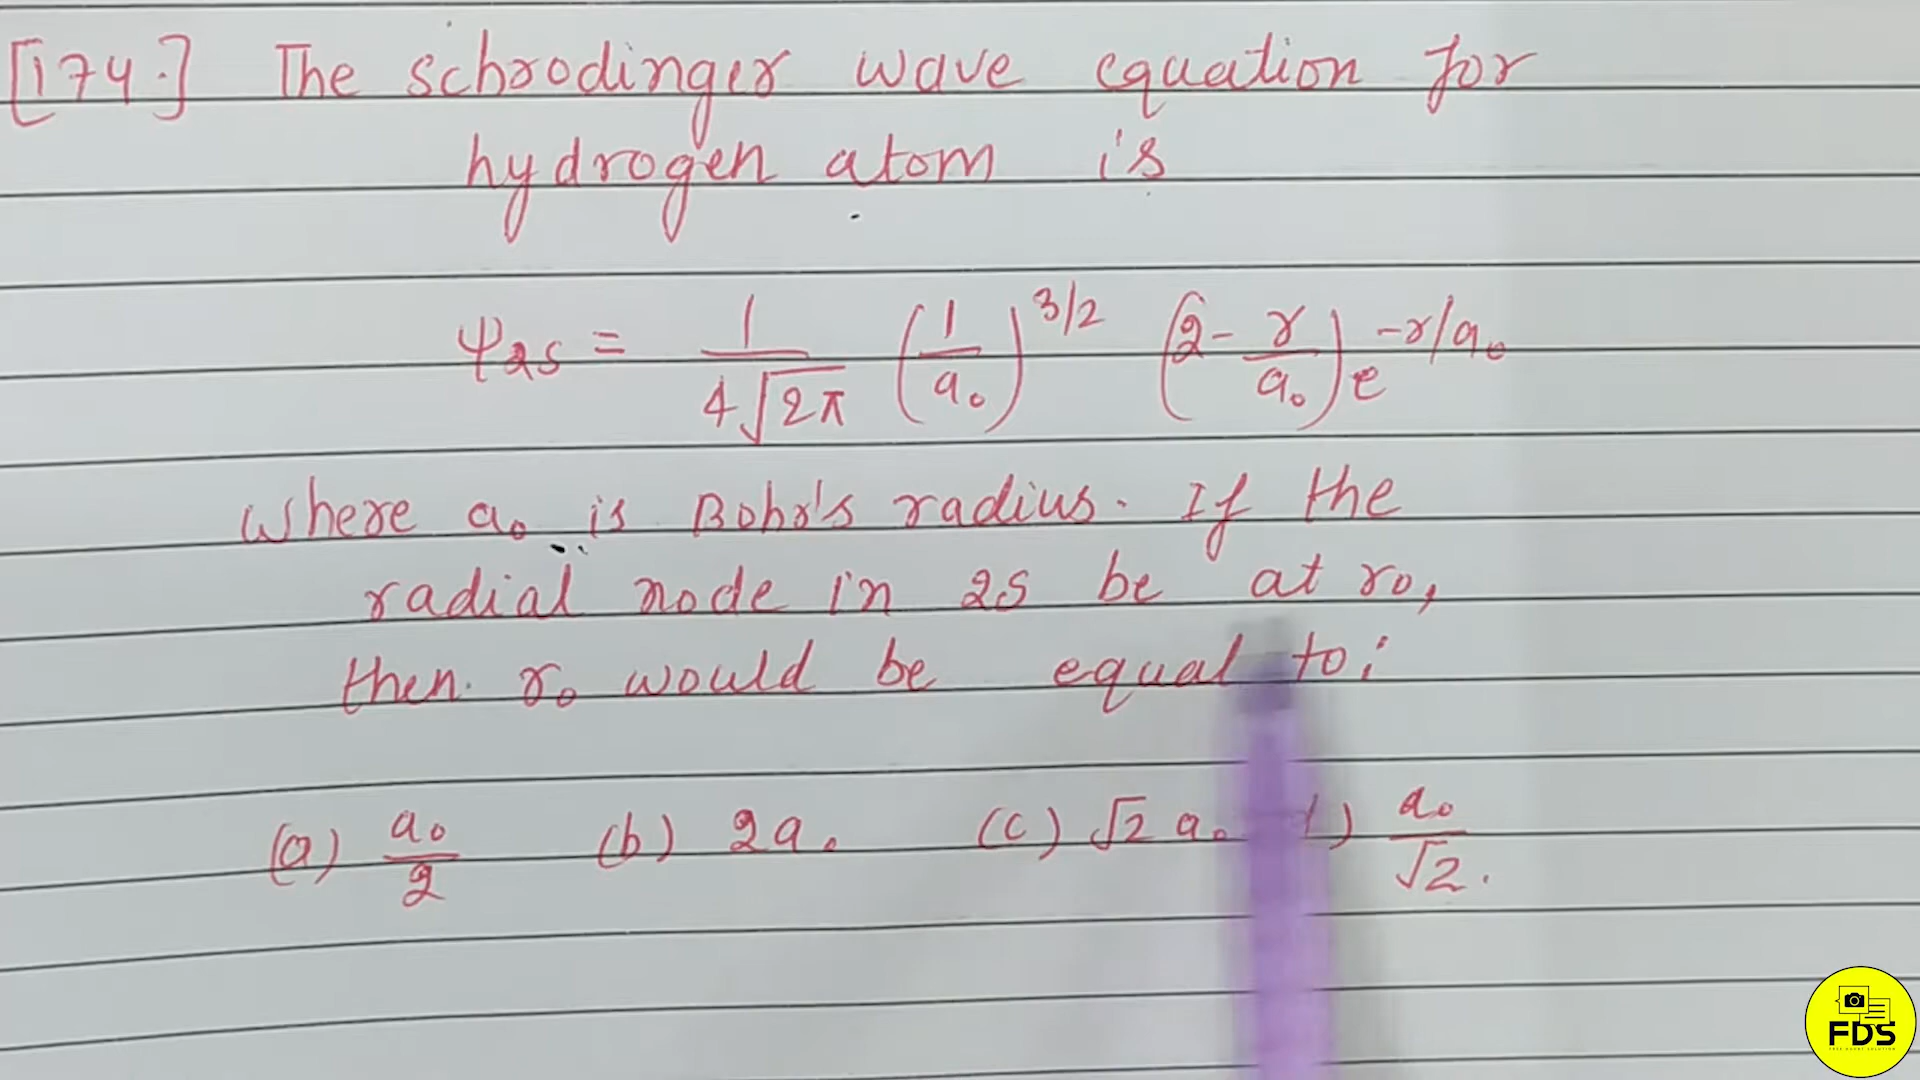 [174.] The schrodinger wave equation for
hydrogen atom is
ψ2s = 1/4√2π (1/a₀)^3/2 (2 - r/a₀) e^-r/a₀
where a₀ is Bohr's radius. If the
radial node in 2S be at r₀,
then r₀ would be equal to:
(a) a₀/2 (b) 2a₀ (c) √2 a₀ ) a₀/√2.
FDS